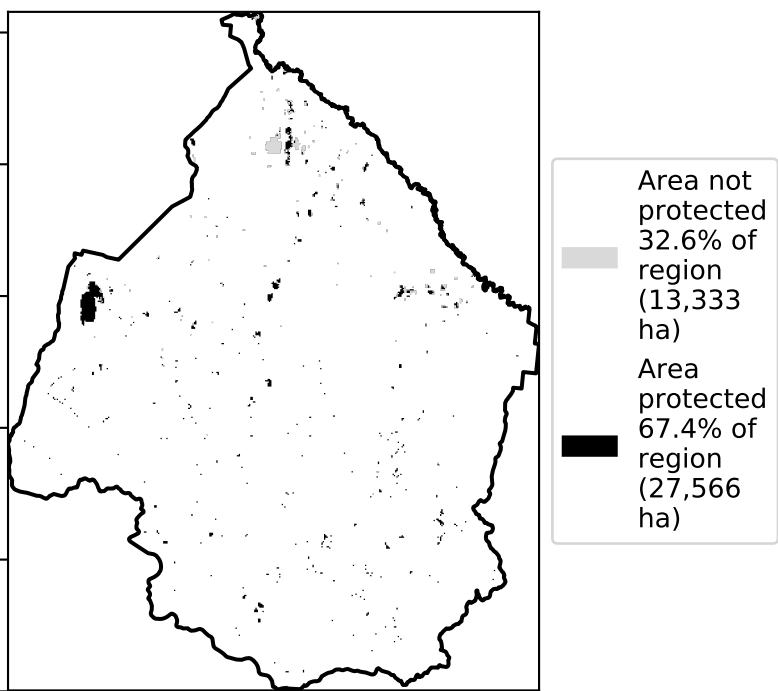 Area not
protected
32.6% of
region
(13,333
ha)
Area
protected
67.4% of
region
(27,566
ha)